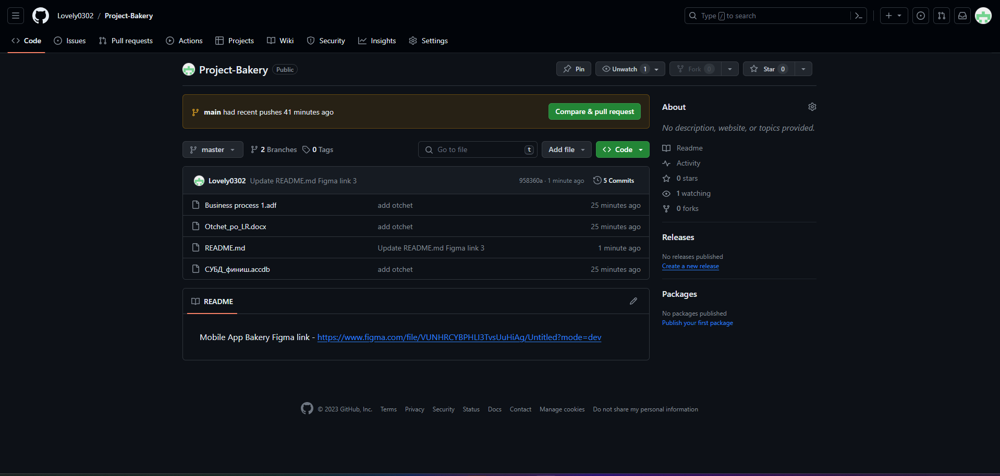 Lovely0302 / Project-Bakery
Type / to search
Code Issues Pull requests Actions Projects Wiki Security Insights Settings
Project-Bakery Public
Pin Unwatch 1 Fork 0 Star 0
main had recent pushes 41 minutes ago
Compare & pull request
master 2 Branches 0 Tags
Go to file t
Add file
Code
Lovely0302 Update README.md Figma link 3 958360a · 1 minute ago 5 Commits
Business process 1.adf add otchet 25 minutes ago
Otchet_po_LR.docx add otchet 25 minutes ago
README.md Update README.md Figma link 3 1 minute ago
СУБД_финиш.accdb add otchet 25 minutes ago
README
Mobile App Bakery Figma link - https://www.figma.com/file/VUNHRCYBPHLI3TvsUuHiAg/Untitled?mode=dev
About
No description, website, or topics provided.
Readme
Activity
0 stars
1 watching
0 forks
Releases
No releases published
Create a new release
Packages
No packages published
Publish your first package
© 2023 GitHub, Inc. Terms Privacy Security Status Docs Contact Manage cookies Do not share my personal information